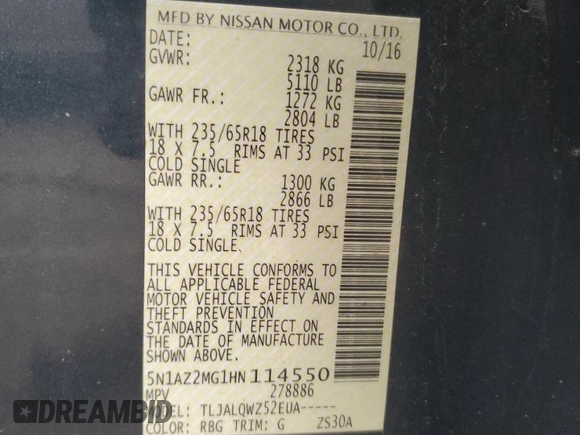 MFD BY NISSAN MOTOR CO., LTD.
DATE: 10/16
GVWR: 2318 KG
5110 LB
GAWR FR.: 1272 KG
2804 LB
WITH 235/65R18 TIRES
18 X 7.5 RIMS AT 33 PSI
COLD SINGLE
GAWR RR.: 1300 KG
2866 LB
WITH 235/65R18 TIRES
18 X 7.5 RIMS AT 33 PSI
COLD SINGLE.
THIS VEHICLE CONFORMS TO
ALL APPLICABLE FEDERAL
MOTOR VEHICLE SAFETY AND
THEFT PREVENTION
STANDARDS IN EFFECT ON
THE DATE OF MANUFACTURE
SHOWN ABOVE.
5N1AZ2MG1HN114550
MPV 278886
MODEL: TLJALQWZ52EUA-----
COLOR: RBG TRIM: G ZS30A
EPICVIN